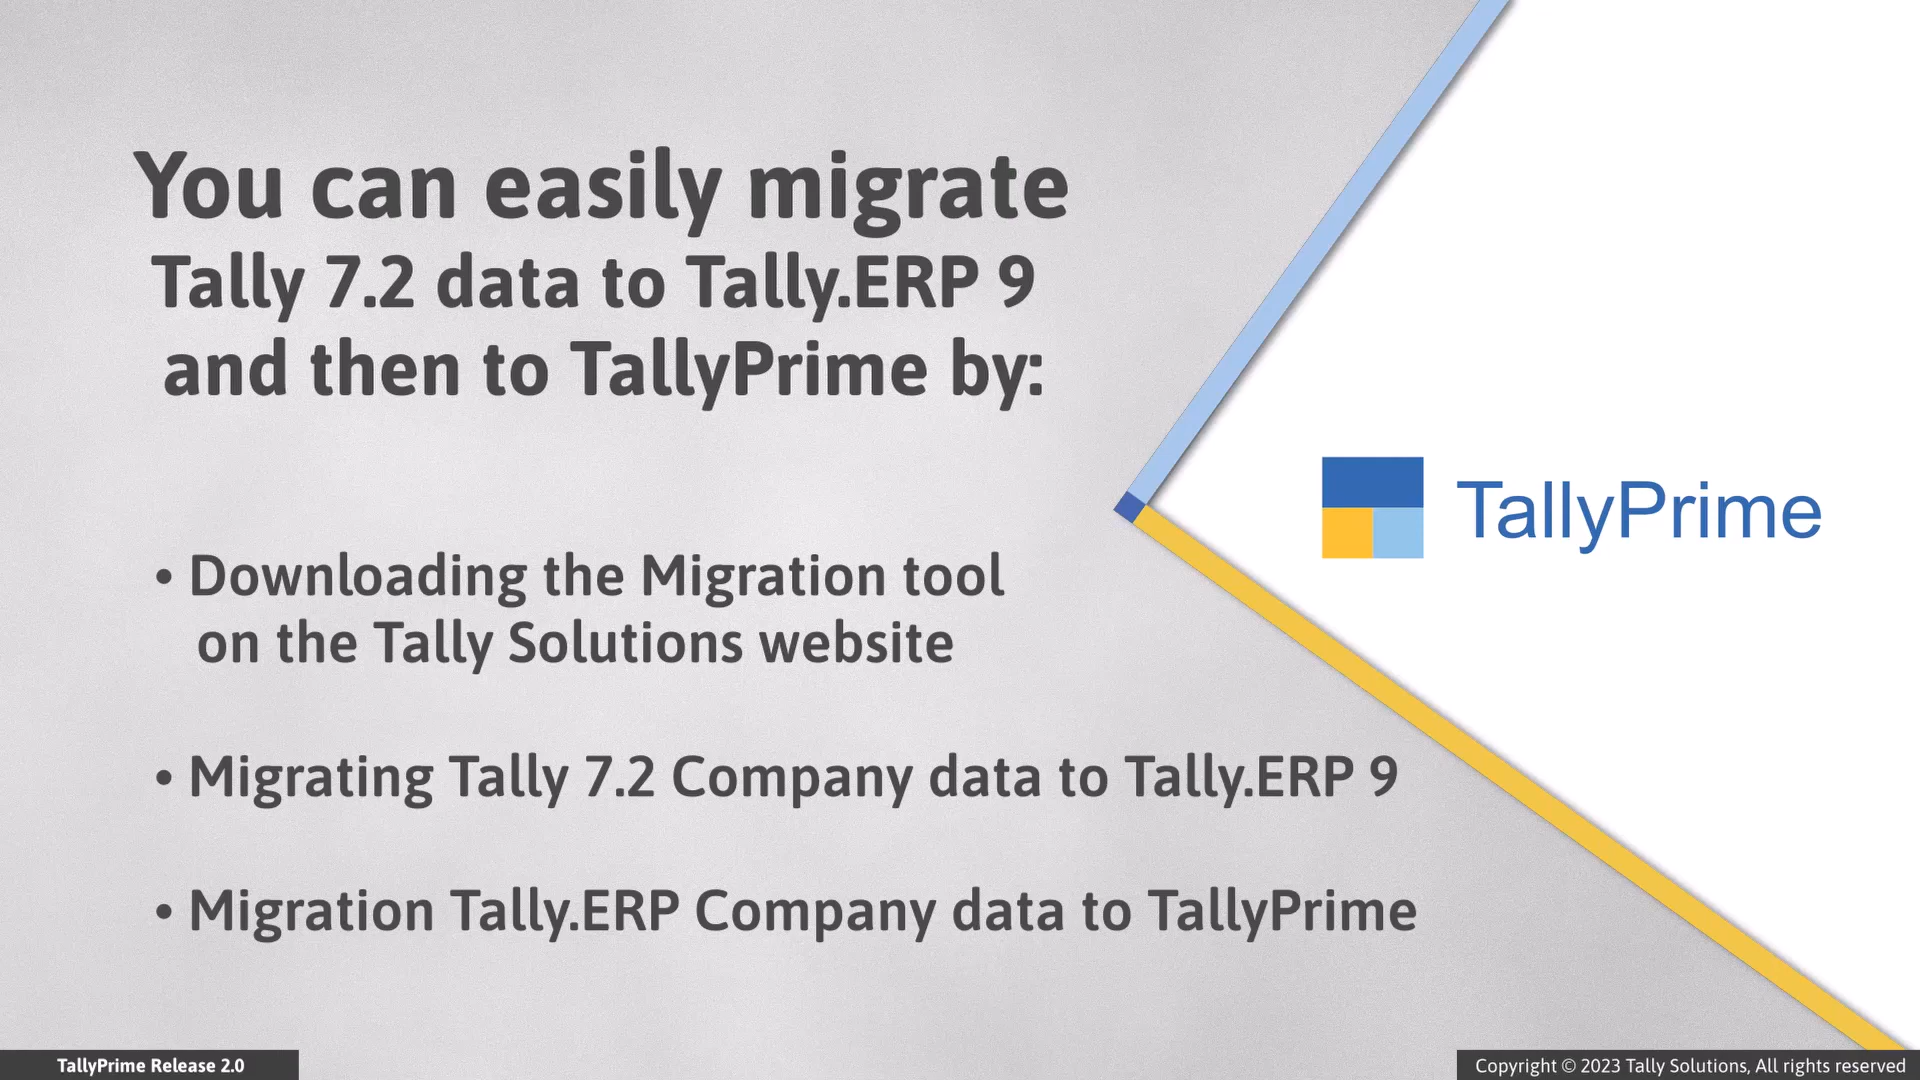 You can easily migrate
Tally 7.2 data to Tally.ERP 9
and then to TallyPrime by:
• Downloading the Migration tool
on the Tally Solutions website
• Migrating Tally 7.2 Company data to Tally.ERP 9
• Migration Tally.ERP Company data to TallyPrime
TallyPrime
TallyPrime Release 2.0
Copyright © 2023 Tally Solutions, All rights reserved